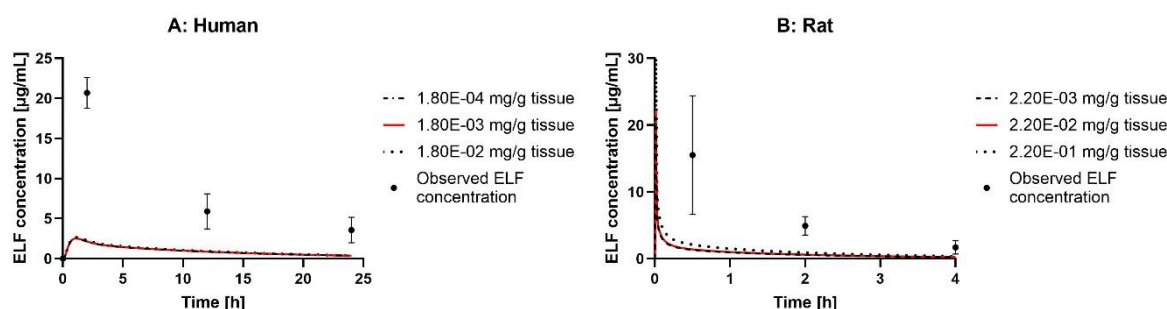 A: Human
ELF concentration [µg/mL]
25
20
15
10
5
0
0 5 10 15 20 25
Time [h]
1.80E-04 mg/g tissue
1.80E-03 mg/g tissue
1.80E-02 mg/g tissue
Observed ELF
concentration
B: Rat
ELF concentration [µg/mL]
30
20
10
0
0 1 2 3 4
Time [h]
2.20E-03 mg/g tissue
2.20E-02 mg/g tissue
2.20E-01 mg/g tissue
Observed ELF
concentration